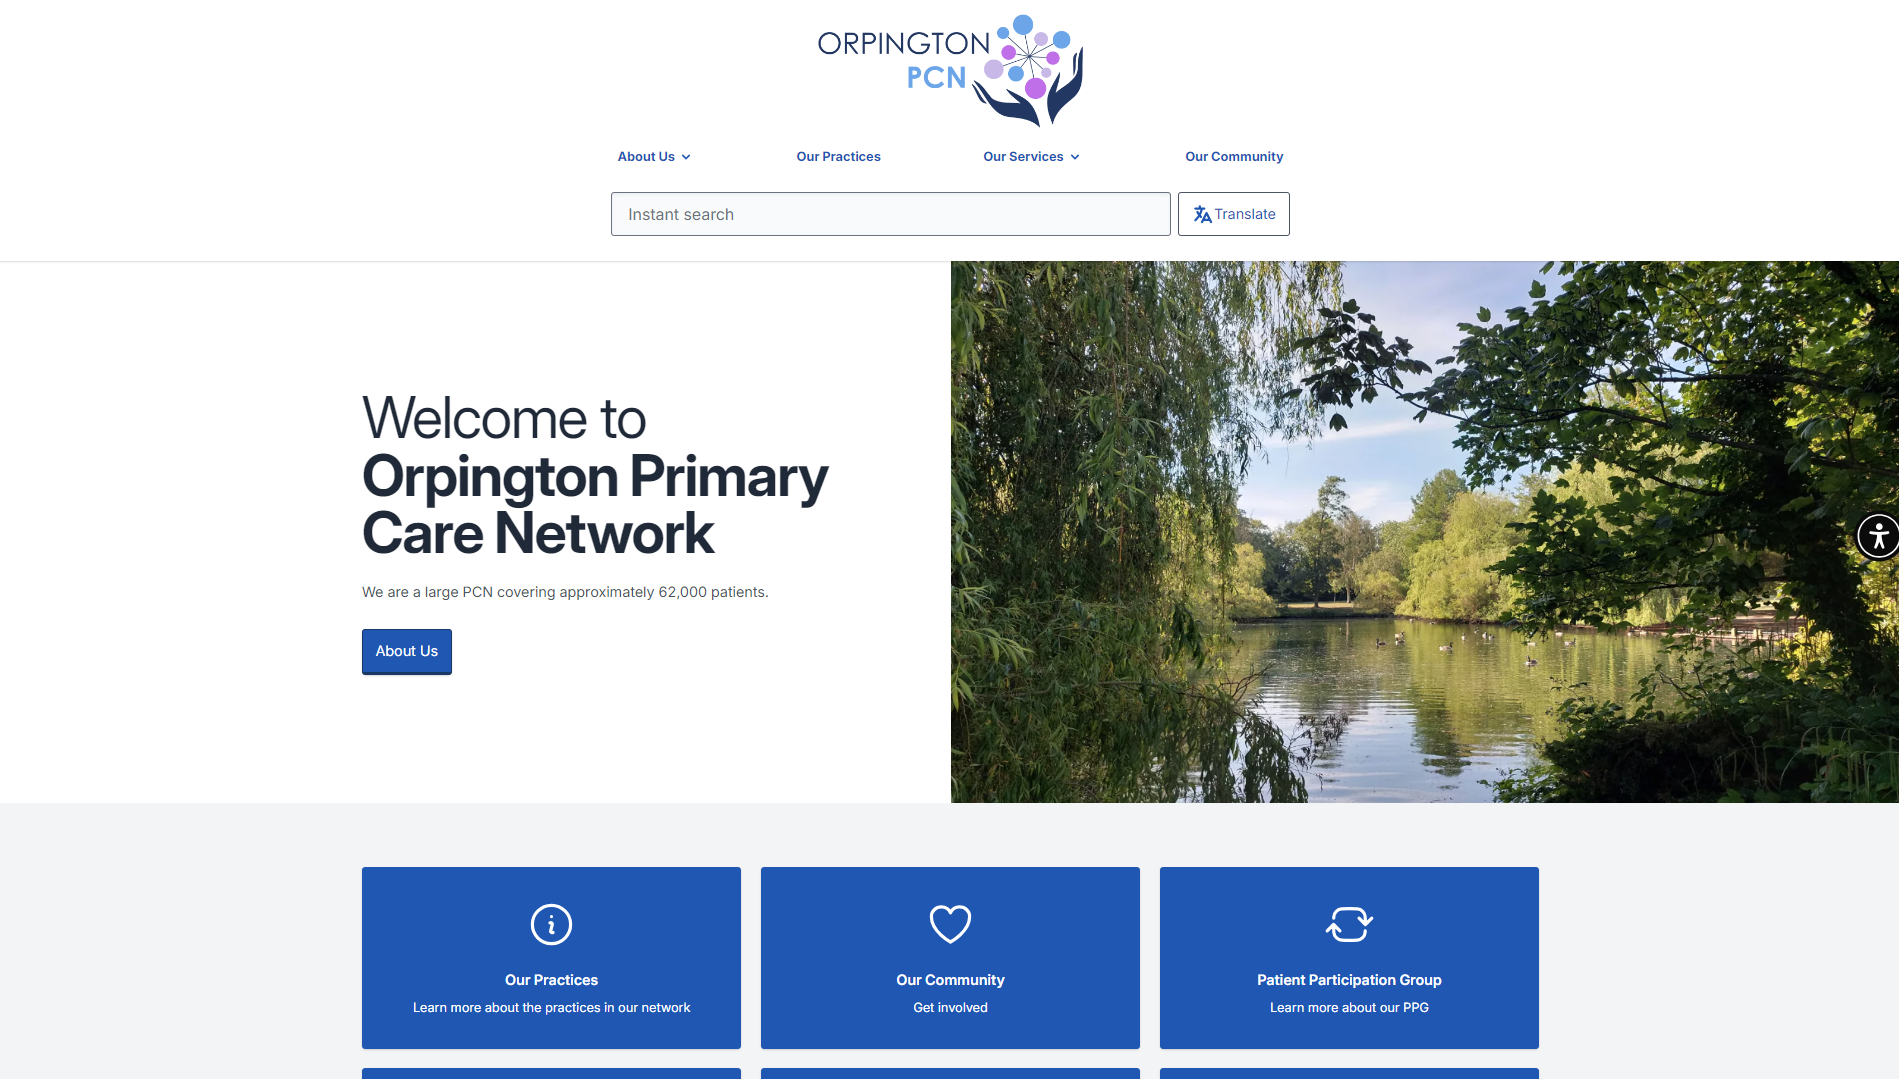 ORPINGTON
PCN
About Us
Our Practices
Our Services
Our Community
Instant search
Translate
Welcome to
Orpington Primary
Care Network
We are a large PCN covering approximately 62,000 patients.
About Us
Our Practices
Learn more about the practices in our network
Our Community
Get involved
Patient Participation Group
Learn more about our PPG